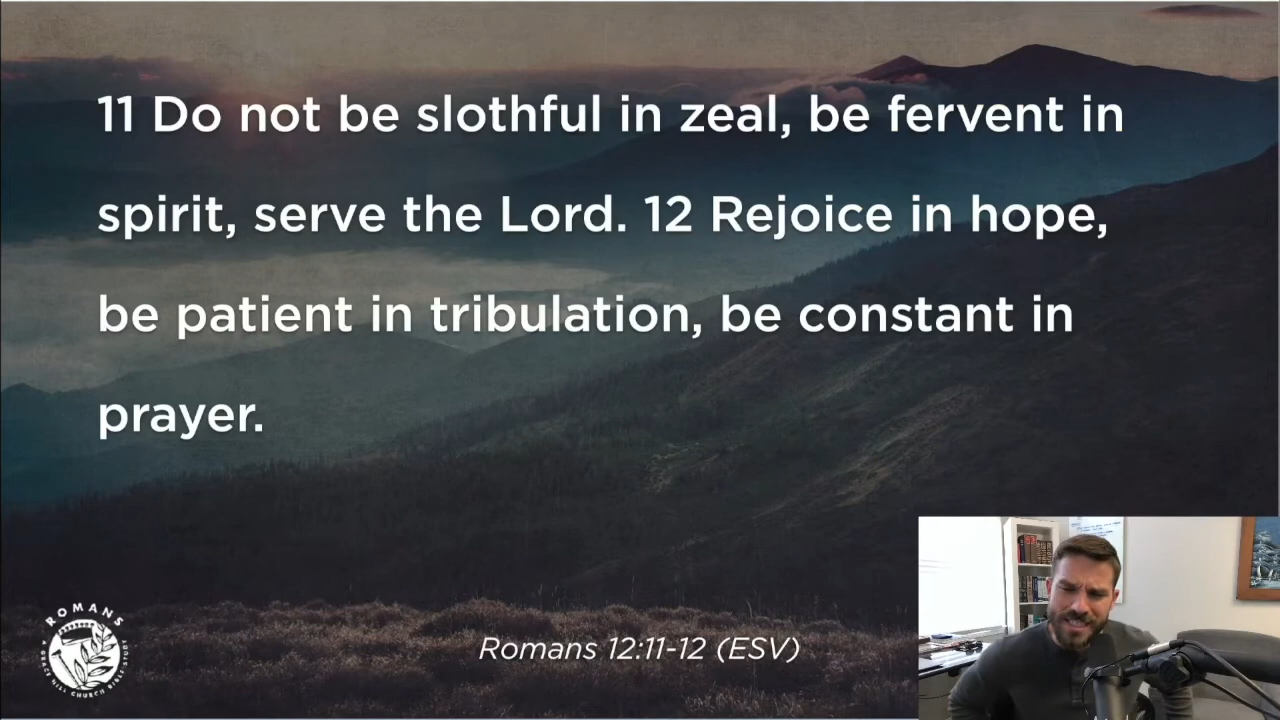 11 Do not be slothful in zeal, be fervent in
spirit, serve the Lord. 12 Rejoice in hope,
be patient in tribulation, be constant in
prayer.
Romans 12:11-12 (ESV)
ROMANS